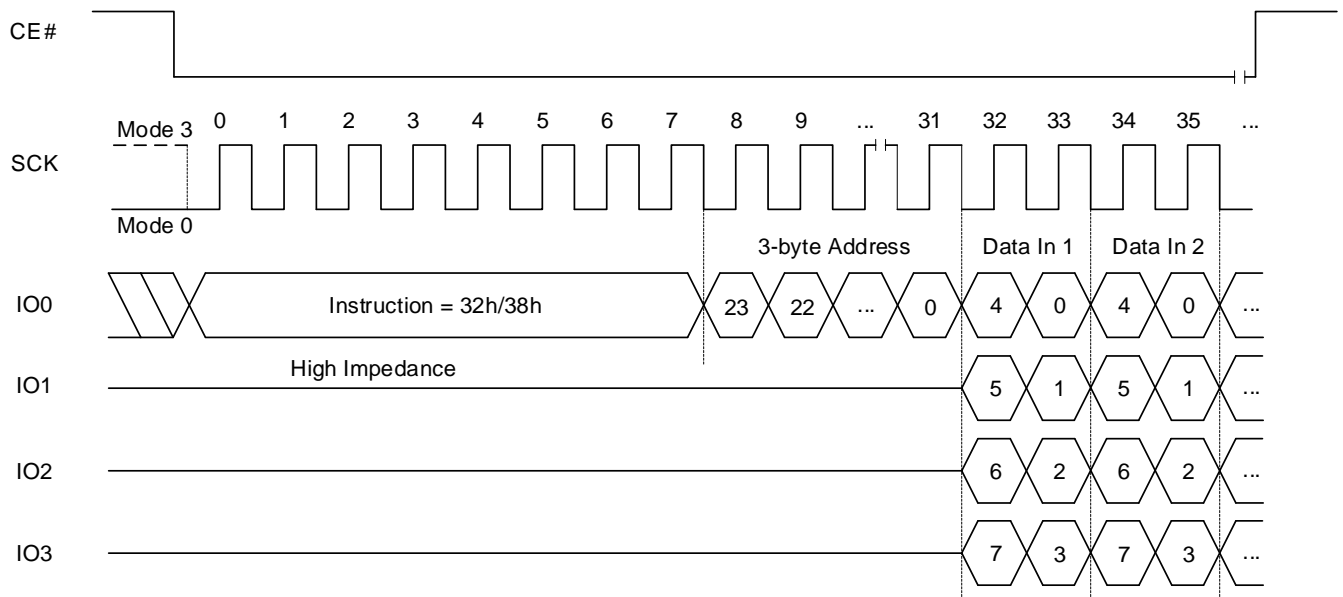 CE#
0 1 2 3 4 5 6 7 8 9 ... 31 32 33 34 35 ...
Mode 3
SCK
Mode 0
3-byte Address Data In 1 Data In 2
IO0 Instruction = 32h/38h 23 22 ... 0 4 0 4 0 ...
High Impedance
IO1 5 1 5 1 ...
IO2 6 2 6 2 ...
IO3 7 3 7 3 ...